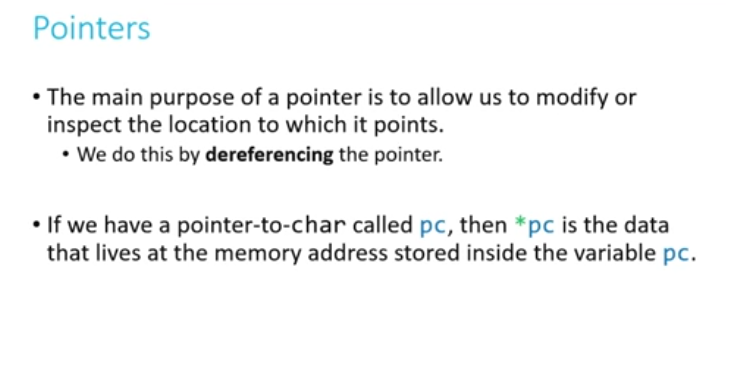 Pointers
• The main purpose of a pointer is to allow us to modify or
inspect the location to which it points.
• We do this by dereferencing the pointer.
• If we have a pointer-to-char called pc, then *pc is the data
that lives at the memory address stored inside the variable pc.